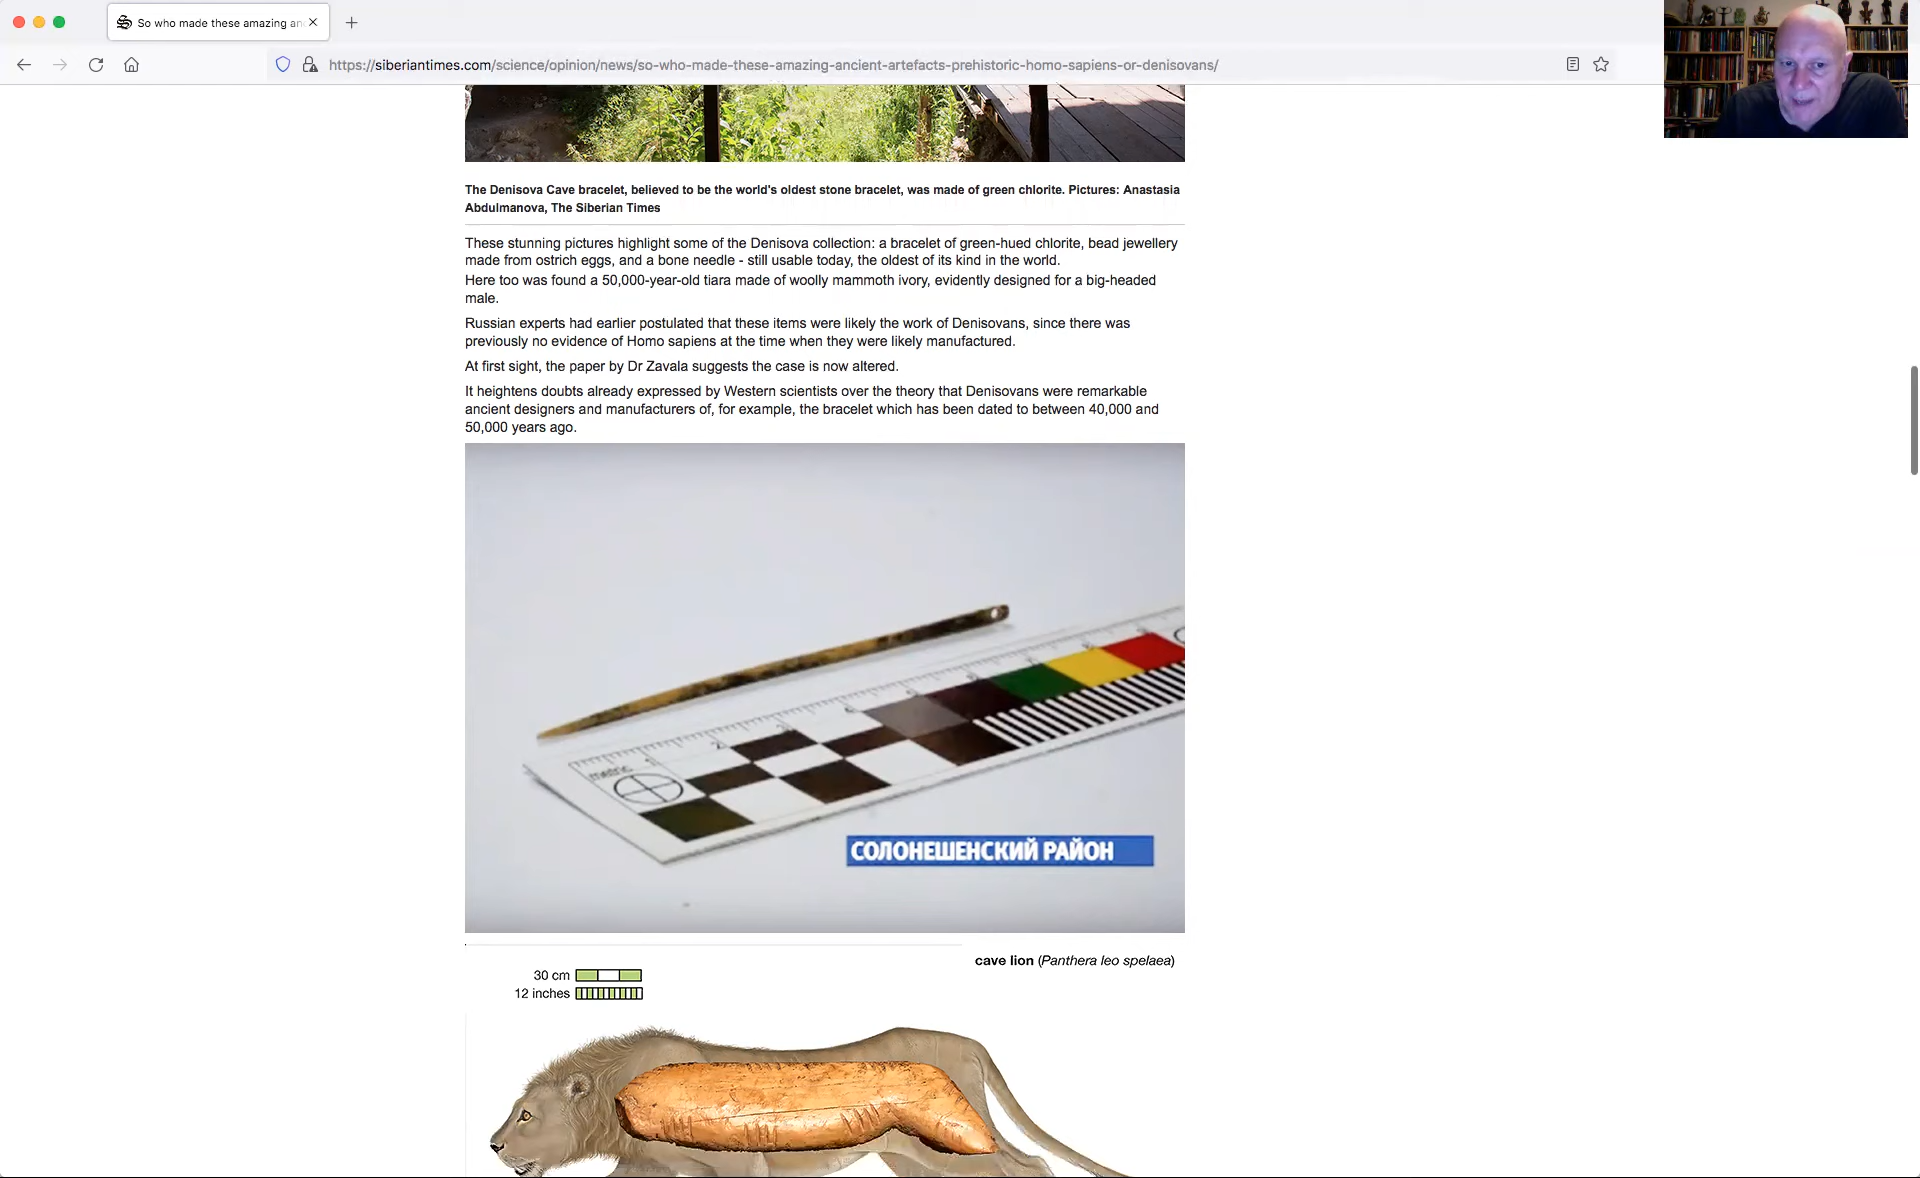 So who made these amazing an
https://siberiantimes.com/science/opinion/news/so-who-made-these-amazing-ancient-artefacts-prehistoric-homo-sapiens-or-denisovans/
The Denisova Cave bracelet, believed to be the world's oldest stone bracelet, was made of green chlorite. Pictures: Anastasia
Abdulmanova, The Siberian Times
These stunning pictures highlight some of the Denisova collection: a bracelet of green-hued chlorite, bead jewellery
made from ostrich eggs, and a bone needle - still usable today, the oldest of its kind in the world.
Here too was found a 50,000-year-old tiara made of woolly mammoth ivory, evidently designed for a big-headed
male.
Russian experts had earlier postulated that these items were likely the work of Denisovans, since there was
previously no evidence of Homo sapiens at the time when they were likely manufactured.
At first sight, the paper by Dr Zavala suggests the case is now altered.
It heightens doubts already expressed by Western scientists over the theory that Denisovans were remarkable
ancient designers and manufacturers of, for example, the bracelet which has been dated to between 40,000 and
50,000 years ago.
metric 1 2 3 4
СОЛОНЕШЕНСКИЙ РАЙОН
cave lion (Panthera leo spelaea)
30 cm
12 inches